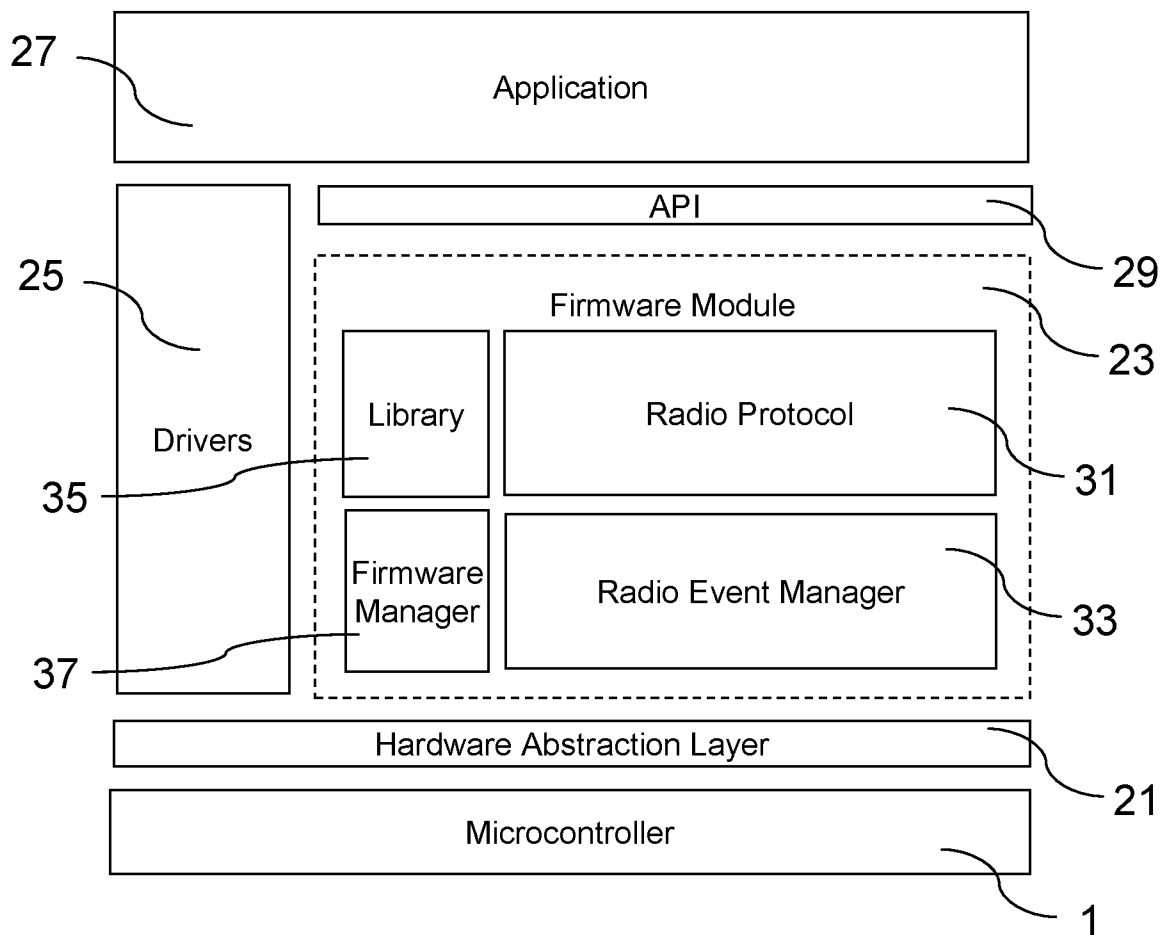 27
Application
API
29
25
Firmware Module
23
Library
Radio Protocol
Drivers
35
31
Firmware
Manager
Radio Event Manager
33
37
Hardware Abstraction Layer
21
Microcontroller
1